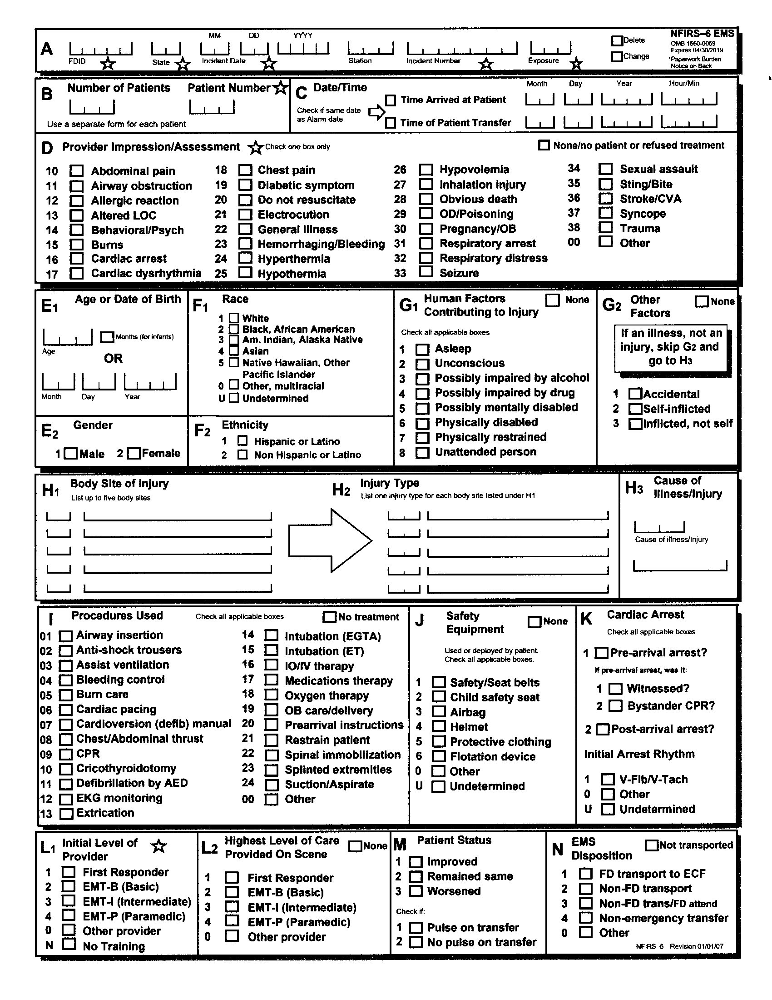 MM DD YYYY
NFIRS–6 EMS
OMB 1660-0069
Expires 04/30/2019
*Paperwork Burden
Notice on Back
A
Delete
Change
FDID State Incident Date Station Incident Number Exposure
B Number of Patients Patient Number
Use a separate form for each patient
C Date/Time
Month Day Year Hour/Min
Check if same date
as Alarm date
Time Arrived at Patient
Time of Patient Transfer
D Provider Impression/Assessment Check one box only None/no patient or refused treatment
10 Abdominal pain 18 Chest pain 26 Hypovolemia 34 Sexual assault
11 Airway obstruction 19 Diabetic symptom 27 Inhalation injury 35 Sting/Bite
12 Allergic reaction 20 Do not resuscitate 28 Obvious death 36 Stroke/CVA
13 Altered LOC 21 Electrocution 29 OD/Poisoning 37 Syncope
14 Behavioral/Psych 22 General illness 30 Pregnancy/OB 38 Trauma
15 Burns 23 Hemorrhaging/Bleeding 31 Respiratory arrest 00 Other
16 Cardiac arrest 24 Hyperthermia 32 Respiratory distress
17 Cardiac dysrhythmia 25 Hypothermia 33 Seizure
E1 Age or Date of Birth
Months (for infants)
Age
OR
Month Day Year
E2 Gender
1 Male 2 Female
F1 Race
1 White
2 Black, African American
3 Am. Indian, Alaska Native
4 Asian
5 Native Hawaiian, Other
Pacific Islander
0 Other, multiracial
U Undetermined
F2 Ethnicity
1 Hispanic or Latino
2 Non Hispanic or Latino
G1 Human Factors
Contributing to Injury
None
Check all applicable boxes
1 Asleep
2 Unconscious
3 Possibly impaired by alcohol
4 Possibly impaired by drug
5 Possibly mentally disabled
6 Physically disabled
7 Physically restrained
8 Unattended person
G2 Other
Factors
None
If an illness, not an
injury, skip G2 and
go to H3
1 Accidental
2 Self-inflicted
3 Inflicted, not self
H1 Body Site of Injury
List up to five body sites
H2 Injury Type
List one injury type for each body site listed under H1
H3 Cause of
Illness/Injury
Cause of illness/Injury
I Procedures Used Check all applicable boxes No treatment
01 Airway insertion 14 Intubation (EGTA)
02 Anti-shock trousers 15 Intubation (ET)
03 Assist ventilation 16 IO/IV therapy
04 Bleeding control 17 Medications therapy
05 Burn care 18 Oxygen therapy
06 Cardiac pacing 19 OB care/delivery
07 Cardioversion (defib) manual 20 Prearrival instructions
08 Chest/Abdominal thrust 21 Restrain patient
09 CPR 22 Spinal immobilization
10 Cricothyroidotomy 23 Splinted extremities
11 Defibrillation by AED 24 Suction/Aspirate
12 EKG monitoring 00 Other
13 Extrication
J Safety
Equipment
None
Used or deployed by patient.
Check all applicable boxes.
1 Safety/Seat belts
2 Child safety seat
3 Airbag
4 Helmet
5 Protective clothing
6 Flotation device
0 Other
U Undetermined
K Cardiac Arrest
Check all applicable boxes
1 Pre-arrival arrest?
If pre-arrival arrest, was it:
1 Witnessed?
2 Bystander CPR?
2 Post-arrival arrest?
Initial Arrest Rhythm
1 V-Fib/V-Tach
0 Other
U Undetermined
L1 Initial Level of
Provider
1 First Responder
2 EMT-B (Basic)
3 EMT-I (Intermediate)
4 EMT-P (Paramedic)
0 Other provider
N No Training
L2 Highest Level of Care
Provided On Scene
None
1 First Responder
2 EMT-B (Basic)
3 EMT-I (Intermediate)
4 EMT-P (Paramedic)
0 Other provider
M Patient Status
1 Improved
2 Remained same
3 Worsened
Check if:
1 Pulse on transfer
2 No pulse on transfer
N EMS
Disposition
Not transported
1 FD transport to ECF
2 Non-FD transport
3 Non-FD trans/FD attend
4 Non-emergency transfer
0 Other
NFIRS–6 Revision 01/01/07